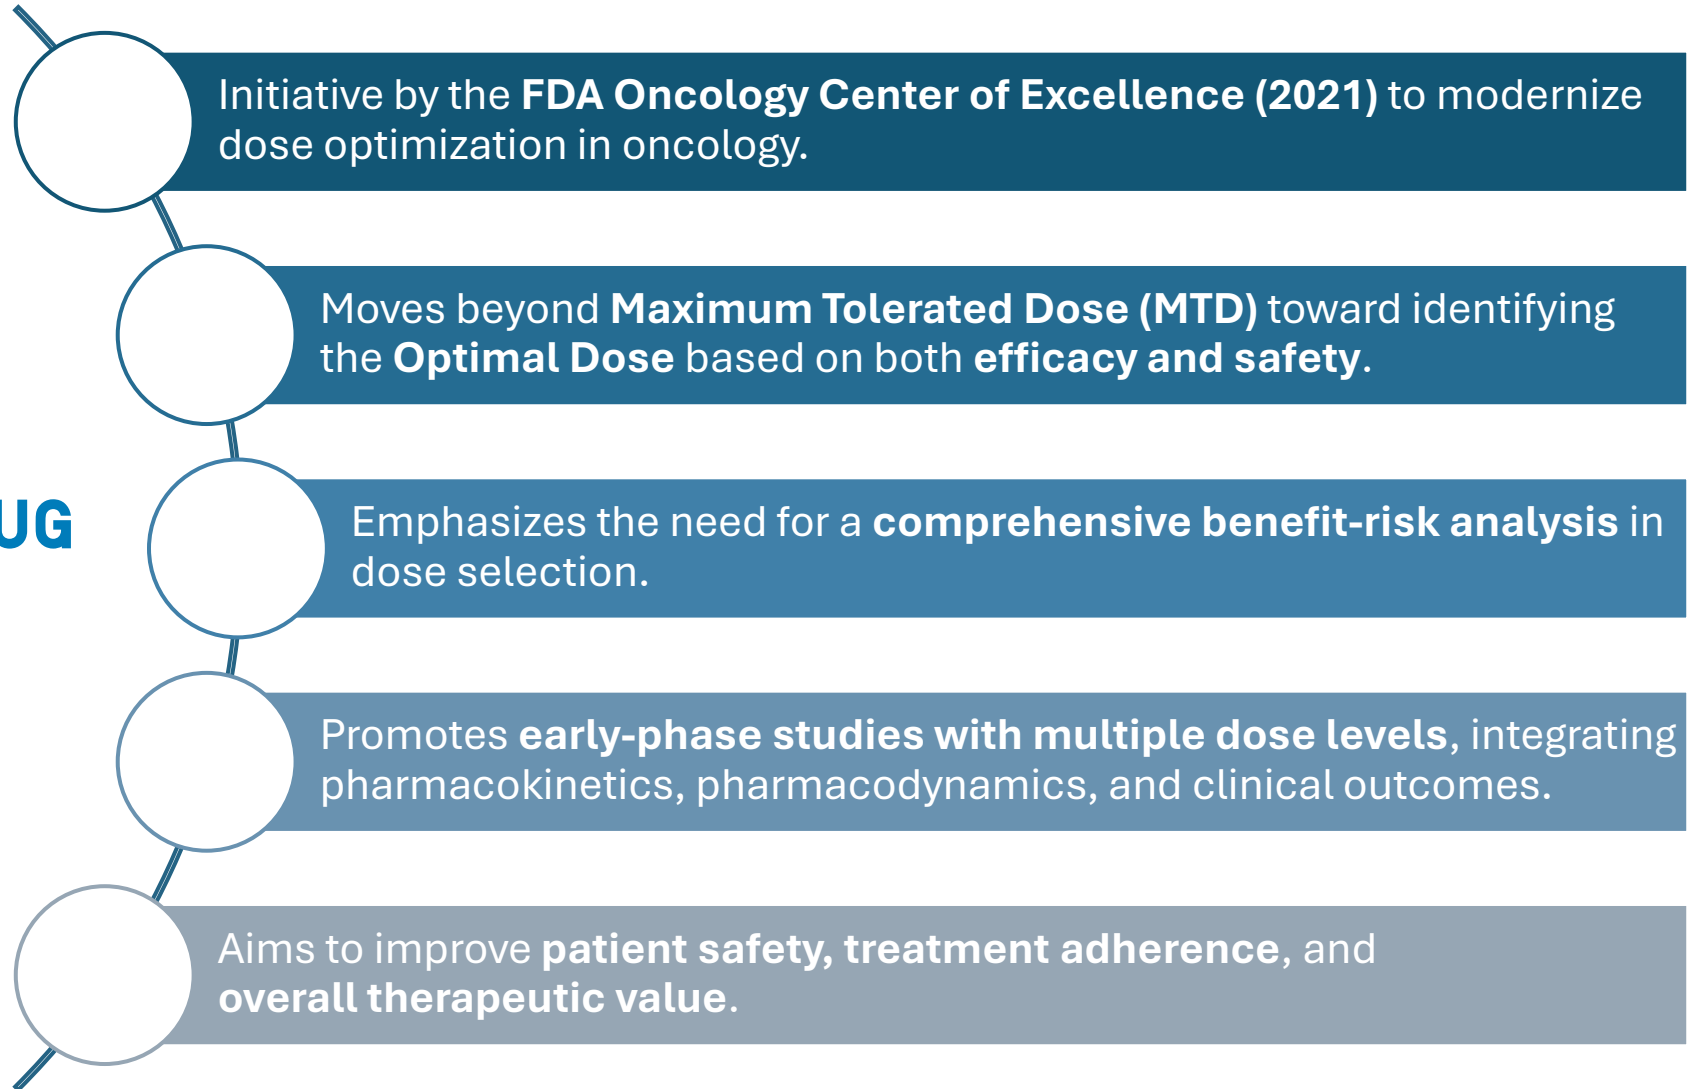 Initiative by the FDA Oncology Center of Excellence (2021) to modernize
dose optimization in oncology.
Moves beyond Maximum Tolerated Dose (MTD) toward identifying
the Optimal Dose based on both efficacy and safety.
UG
Emphasizes the need for a comprehensive benefit-risk analysis in
dose selection.
Promotes early-phase studies with multiple dose levels, integrating
pharmacokinetics, pharmacodynamics, and clinical outcomes.
Aims to improve patient safety, treatment adherence, and
overall therapeutic value.